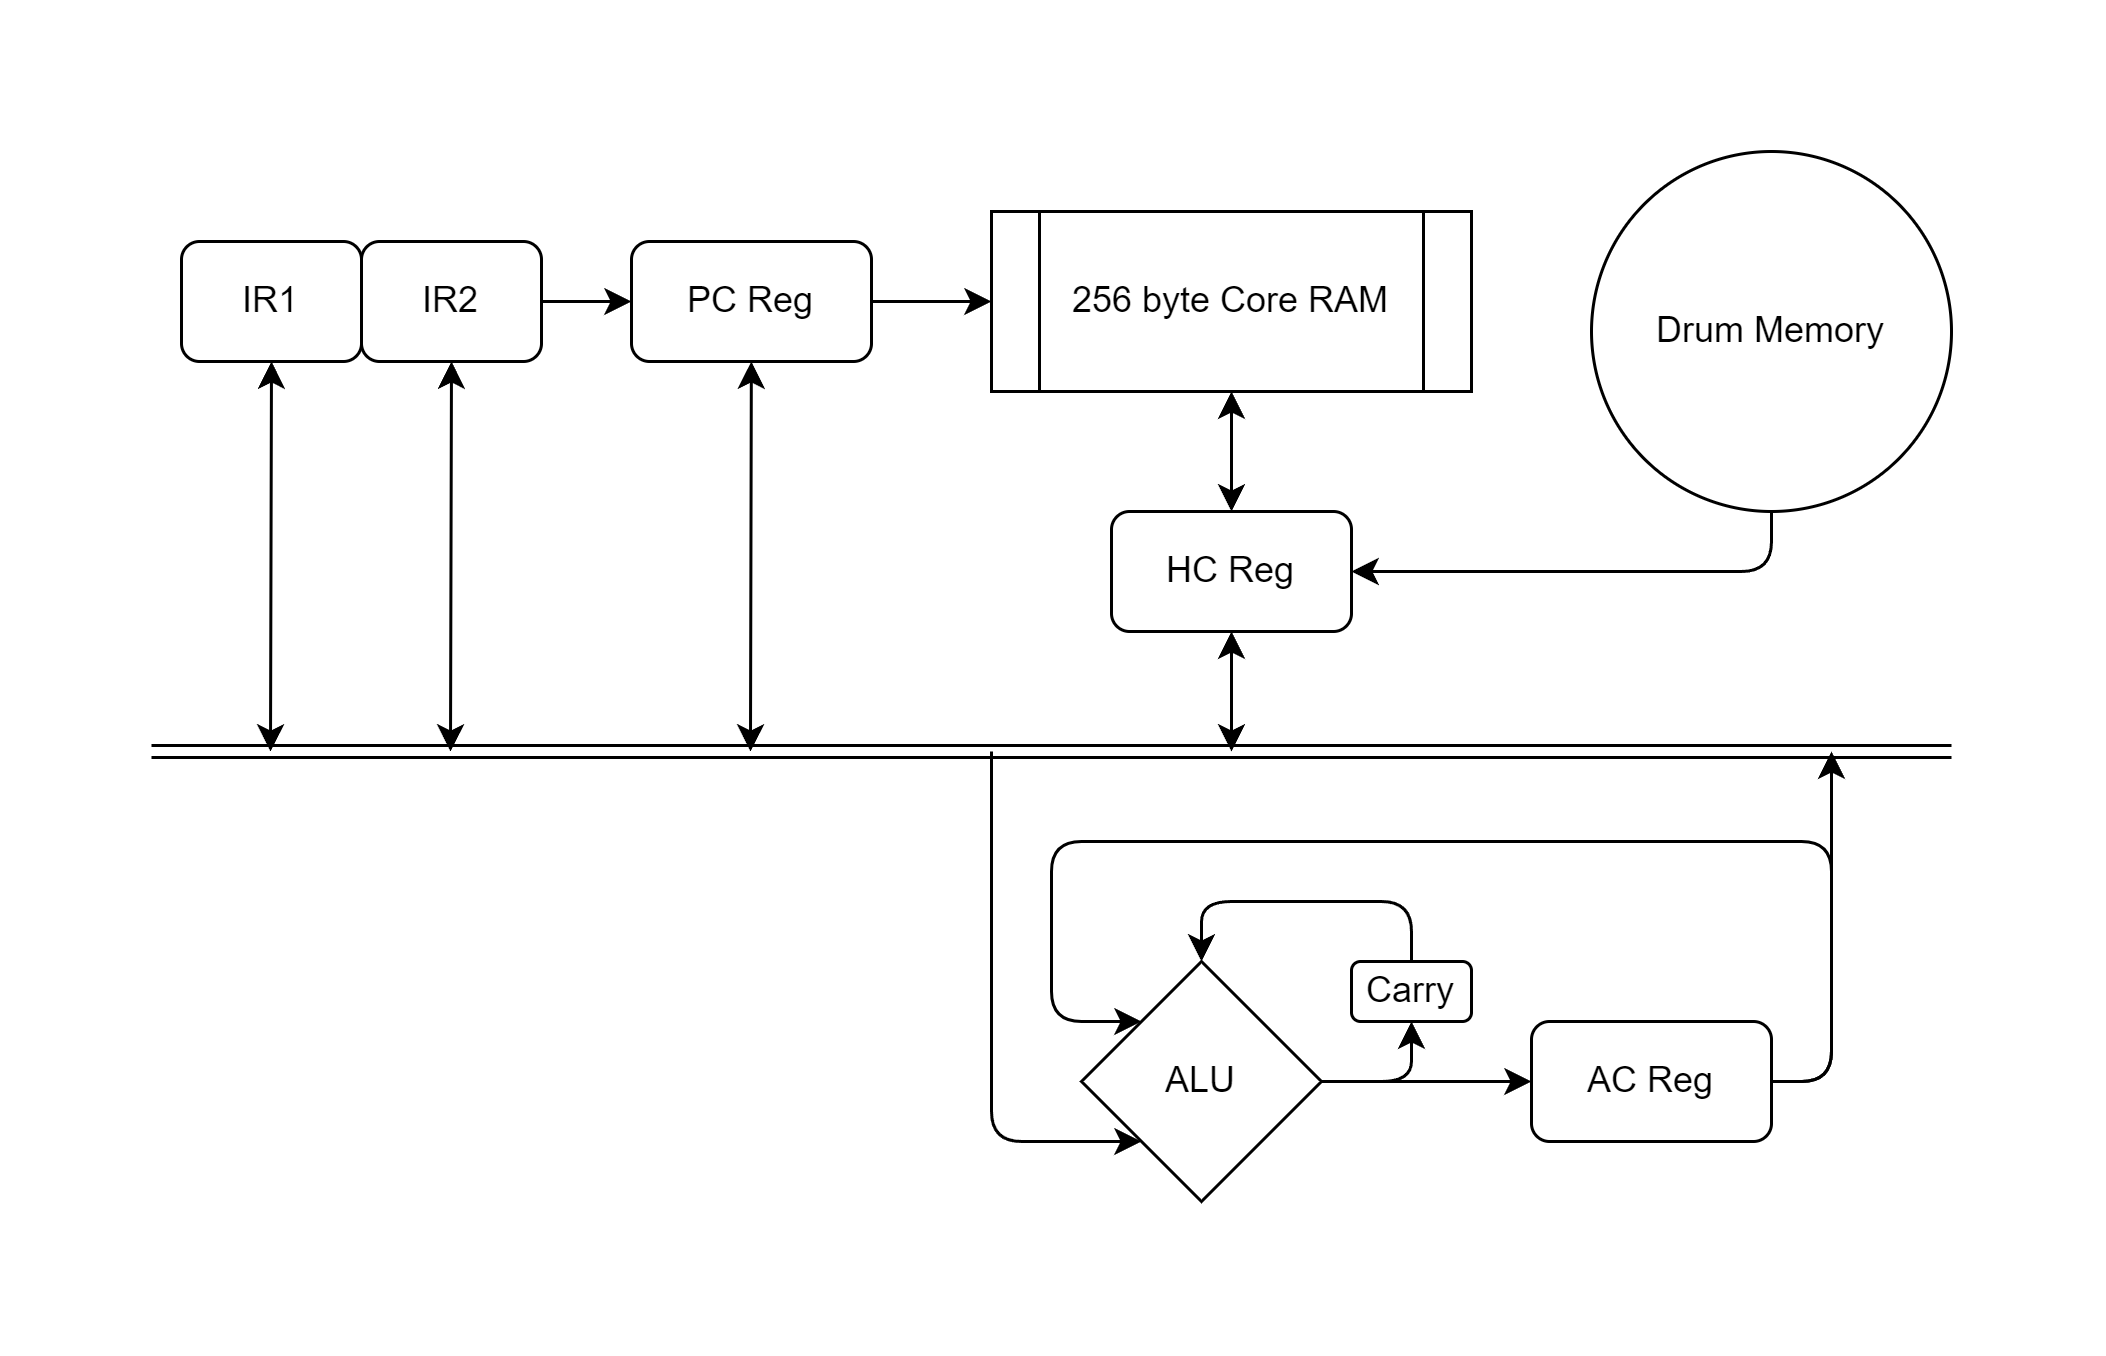 IR1
IR2
PC Reg
256 byte Core RAM
Drum Memory
HC Reg
Carry
ALU
AC Reg